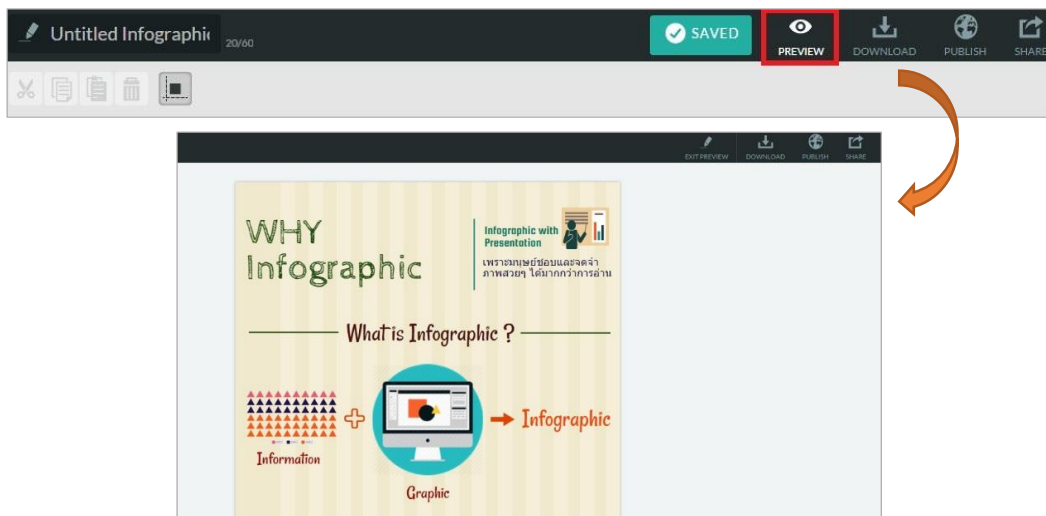 Untitled Infographi
20/60
SAVED
PREVIEW
DOWNLOAD
PUBLISH
SHARE
EXIT PREVIEW
DOWNLOAD
PUBLISH
SHARE
WHY
Infographic
Infographic with
Presentation
เพราะมนุษย์ชอบและจดจำ
ภาพสวยๆ ได้มากกว่าการอ่าน
What is Infographic ?
Infographic
Information
Graphic